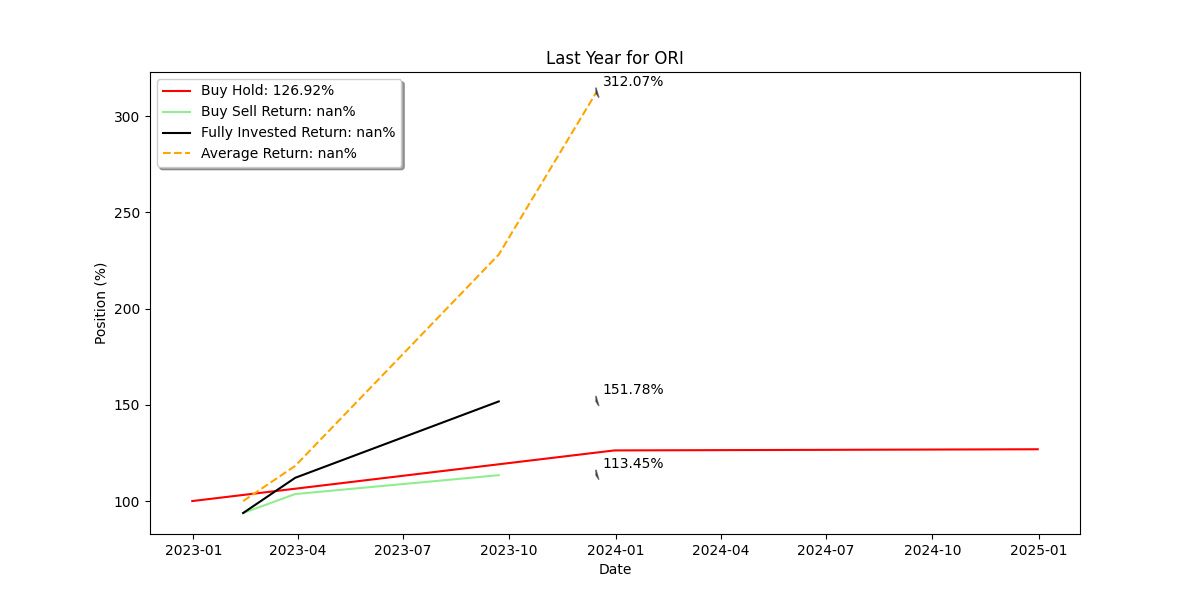 Last Year for ORI
Buy Hold: 126.92%
Buy Sell Return: nan%
Fully Invested Return: nan%
Average Return: nan%
312.07%
151.78%
113.45%
Position (%)
300
250
200
150
100
2023-01 2023-04 2023-07 2023-10 2024-01 2024-04 2024-07 2024-10 2025-01
Date